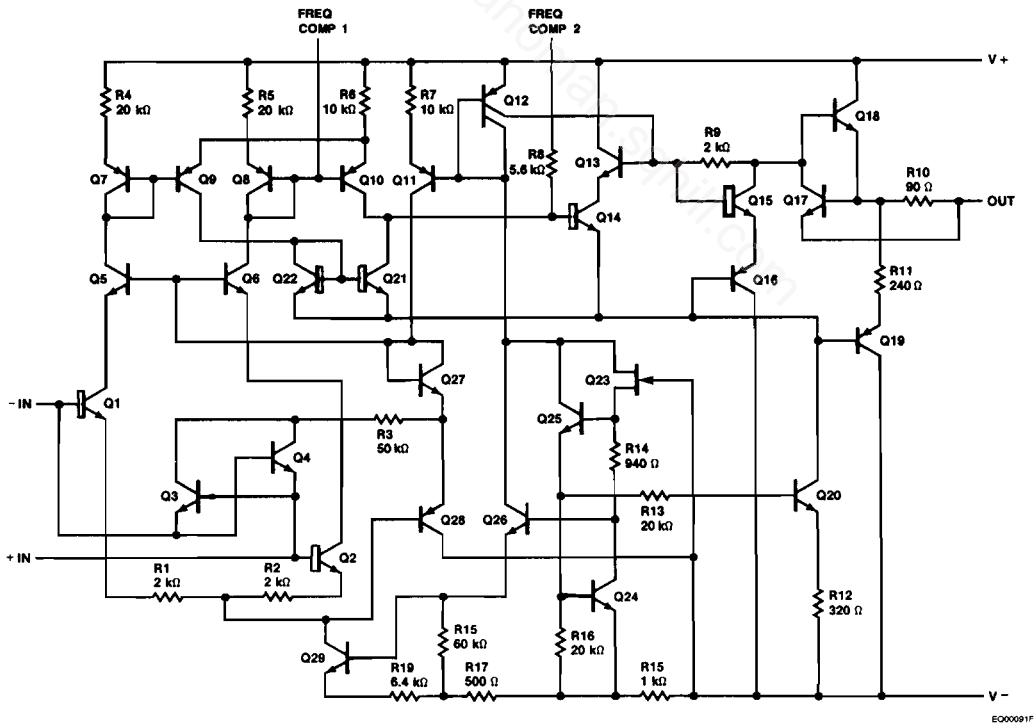 FREQ
COMP 1
FREQ
COMP 2
V +
R4
20 kΩ
R5
20 kΩ
R6
10 kΩ
R7
10 kΩ
Q12
Q18
R9
2 kΩ
R8
5.6 kΩ
Q13
Q7
Q9
Q8
Q10
Q11
Q15
Q17
R10
90 Ω
OUT
Q14
Q5
Q6
Q22
Q21
Q16
R11
240 Ω
Q19
Q27
Q23
− IN
Q1
Q25
R3
50 kΩ
R14
940 Ω
Q4
Q3
Q28
Q26
R13
20 kΩ
Q20
+ IN
Q2
R1
2 kΩ
R2
2 kΩ
Q24
R12
320 Ω
R15
60 kΩ
R16
20 kΩ
Q29
R19
6.4 kΩ
R17
500 Ω
R15
1 kΩ
V −
EQ00091F